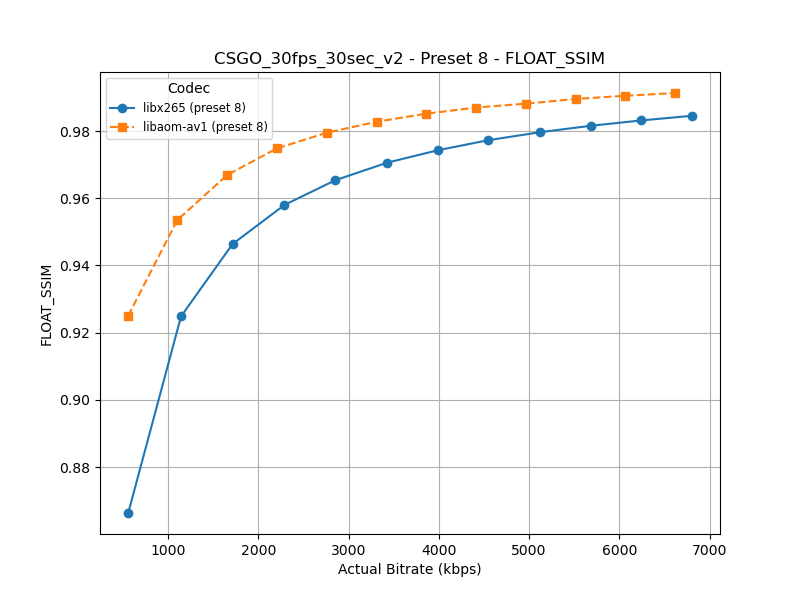 CSGO_30fps_30sec_v2 - Preset 8 - FLOAT_SSIM
Codec
libx265 (preset 8)
libaom-av1 (preset 8)
FLOAT_SSIM
0.98
0.96
0.94
0.92
0.90
0.88
1000 2000 3000 4000 5000 6000 7000
Actual Bitrate (kbps)